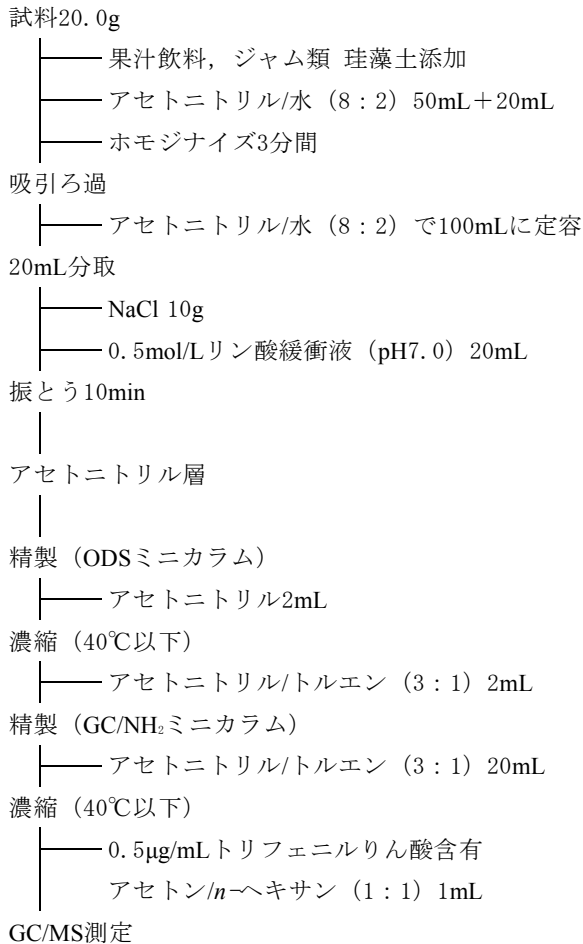 試料20.0g
果汁飲料，ジャム類 珪藻土添加
アセトニトリル/水（8：2）50mL＋20mL
ホモジナイズ3分間
吸引ろ過
アセトニトリル/水（8：2）で100mLに定容
20mL分取
NaCl 10g
0.5mol/Lリン酸緩衝液（pH7.0）20mL
振とう10min
アセトニトリル層
精製（ODSミニカラム）
アセトニトリル2mL
濃縮（40℃以下）
アセトニトリル/トルエン（3：1）2mL
精製（GC/NH₂ミニカラム）
アセトニトリル/トルエン（3：1）20mL
濃縮（40℃以下）
0.5μg/mLトリフェニルりん酸含有
アセトン/n-ヘキサン（1：1）1mL
GC/MS測定